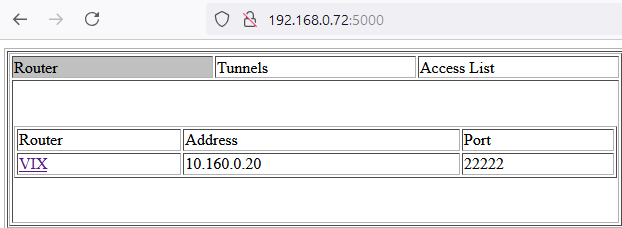 192.168.0.72:5000
Router Tunnels Access List
Router Address Port
VIX 10.160.0.20 22222